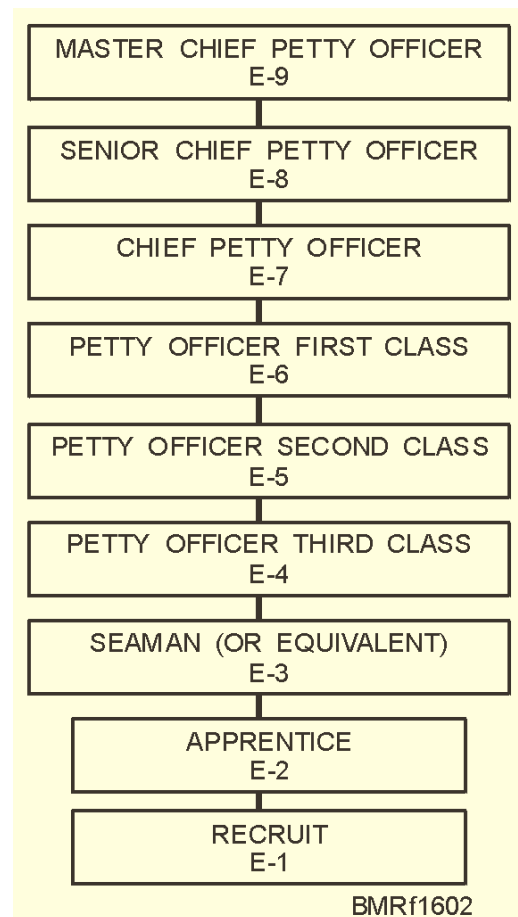 MASTER CHIEF PETTY OFFICER
E-9
SENIOR CHIEF PETTY OFFICER
E-8
CHIEF PETTY OFFICER
E-7
PETTY OFFICER FIRST CLASS
E-6
PETTY OFFICER SECOND CLASS
E-5
PETTY OFFICER THIRD CLASS
E-4
SEAMAN (OR EQUIVALENT)
E-3
APPRENTICE
E-2
RECRUIT
E-1
BMRf1602